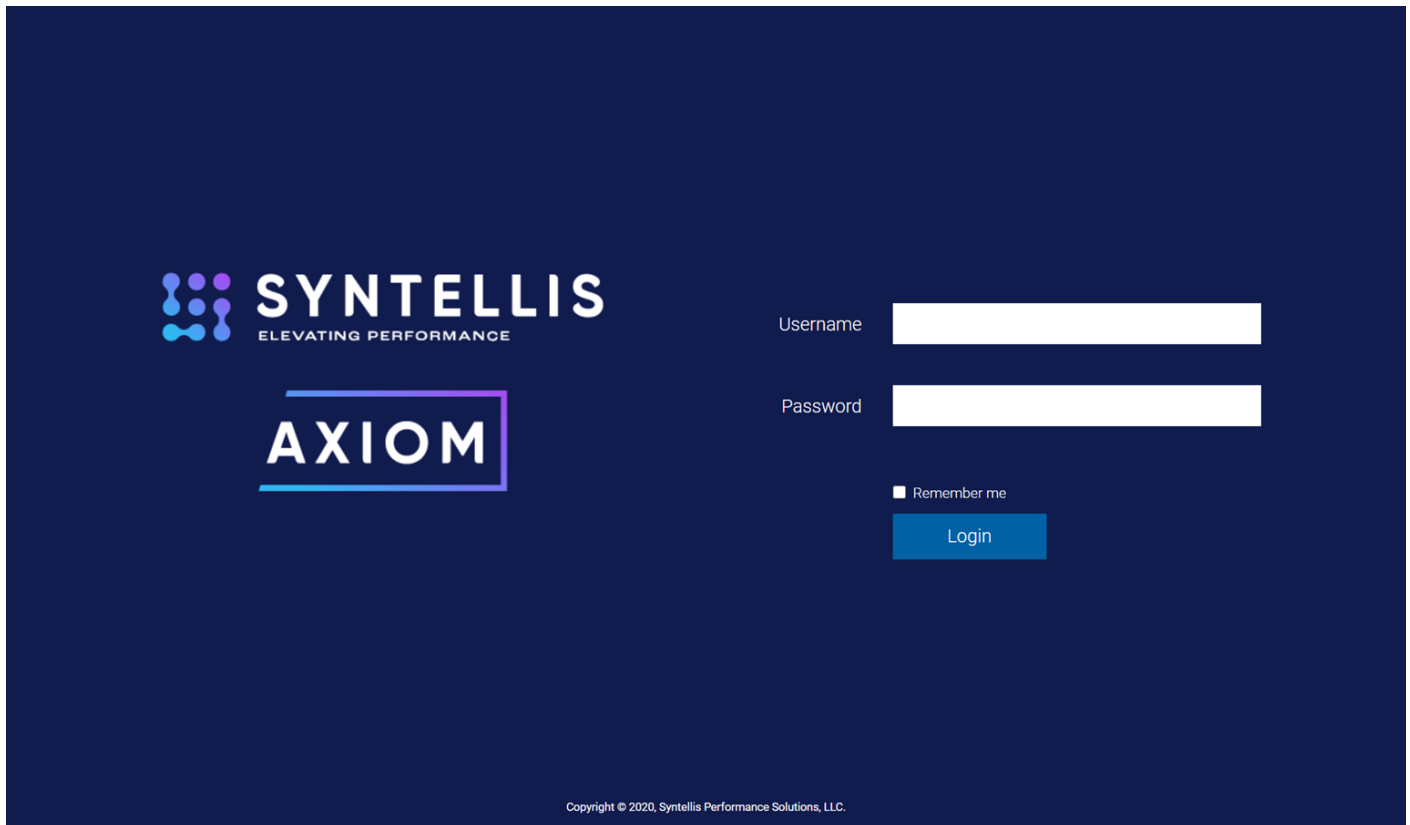 SYNTELLIS
ELEVATING PERFORMANCE
AXIOM
Username
Password
Remember me
Login
Copyright © 2020, Syntellis Performance Solutions, LLC.